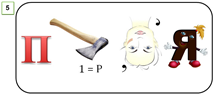 5
П , , Я
1 = Р